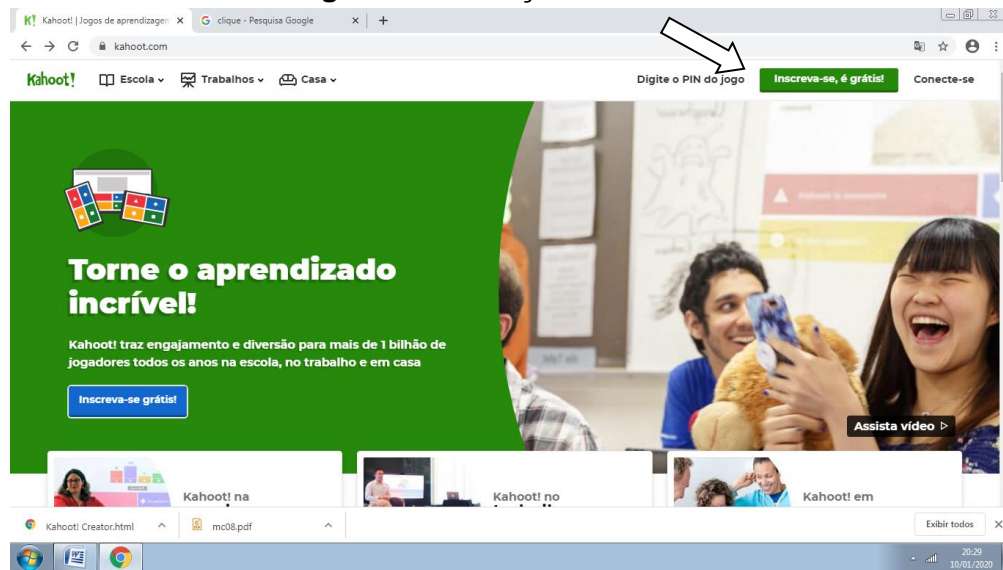 Kahoot! | Jogos de aprendizagem
clique - Pesquisa Google
kahoot.com
Kahoot!
Escola
Trabalhos
Casa
Digite o PIN do jogo
Inscreva-se, é grátis!
Conecte-se
Torne o aprendizado
incrível!
Kahoot! traz engajamento e diversão para mais de 1 bilhão de
jogadores todos os anos na escola, no trabalho e em casa
Inscreva-se grátis!
Assista vídeo
Kahoot! na
Kahoot! no
Kahoot! em
Kahoot! Creator.html
mc08.pdf
Exibir todos
20:29
10/01/2020